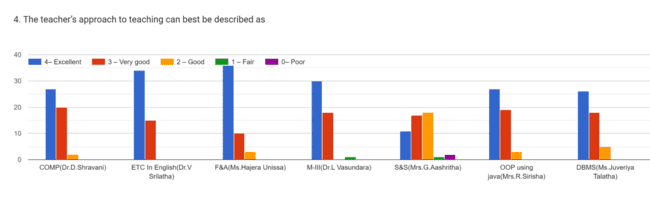 4. The teacher's approach to teaching can best be described as
40
4– Excellent
3 – Very good
2 – Good
1 – Fair
0– Poor
30
20
10
0
COMP(Dr.D.Shravani)
ETC In English(Dr.V
Srilatha)
F&A(Ms.Hajera Unissa)
M-III(Dr.L Vasundara)
S&S(Mrs.G.Aashritha)
OOP using
java(Mrs.R.Sirisha)
DBMS(Ms.Juveriya
Talatha)